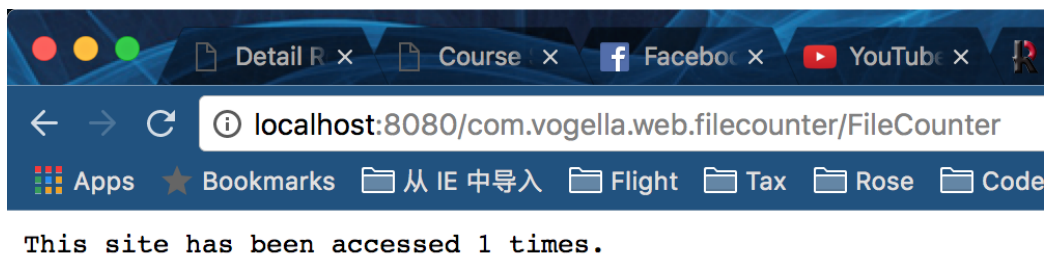 Detail R Course Faceboo YouTube
localhost:8080/com.vogella.web.filecounter/FileCounter
Apps Bookmarks 从 IE 中导入 Flight Tax Rose Code
This site has been accessed 1 times.